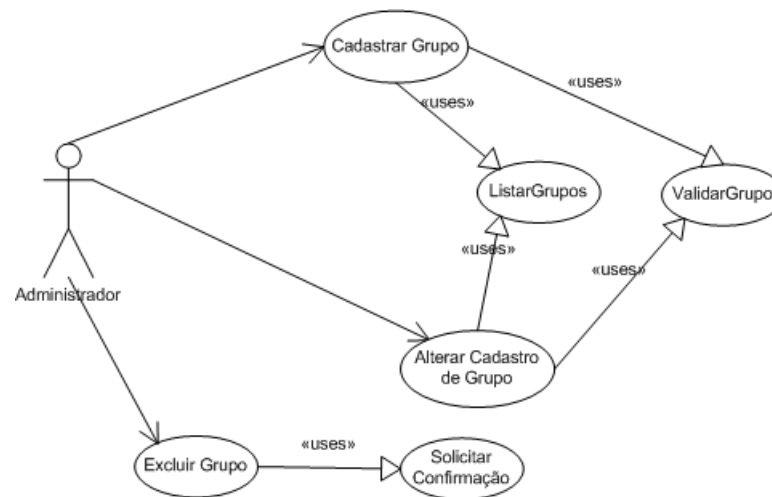 Cadastrar Grupo
«uses»
«uses»
ListarGrupos
ValidarGrupo
«uses»
«uses»
Administrador
Alterar Cadastro
de Grupo
«uses»
Excluir Grupo
Solicitar
Confirmação